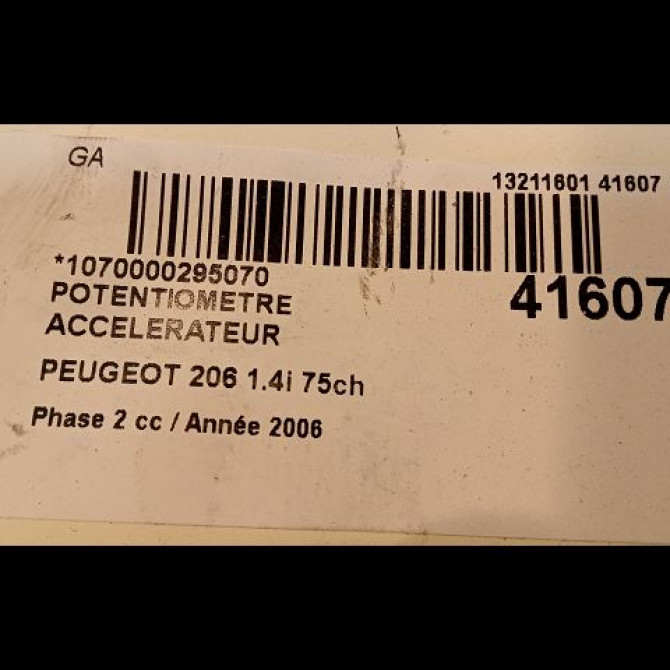 GA
13211601 41607
*1070000295070
41607
POTENTIOMETRE
ACCELERATEUR
PEUGEOT 206 1.4i 75ch
Phase 2 cc / Année 2006